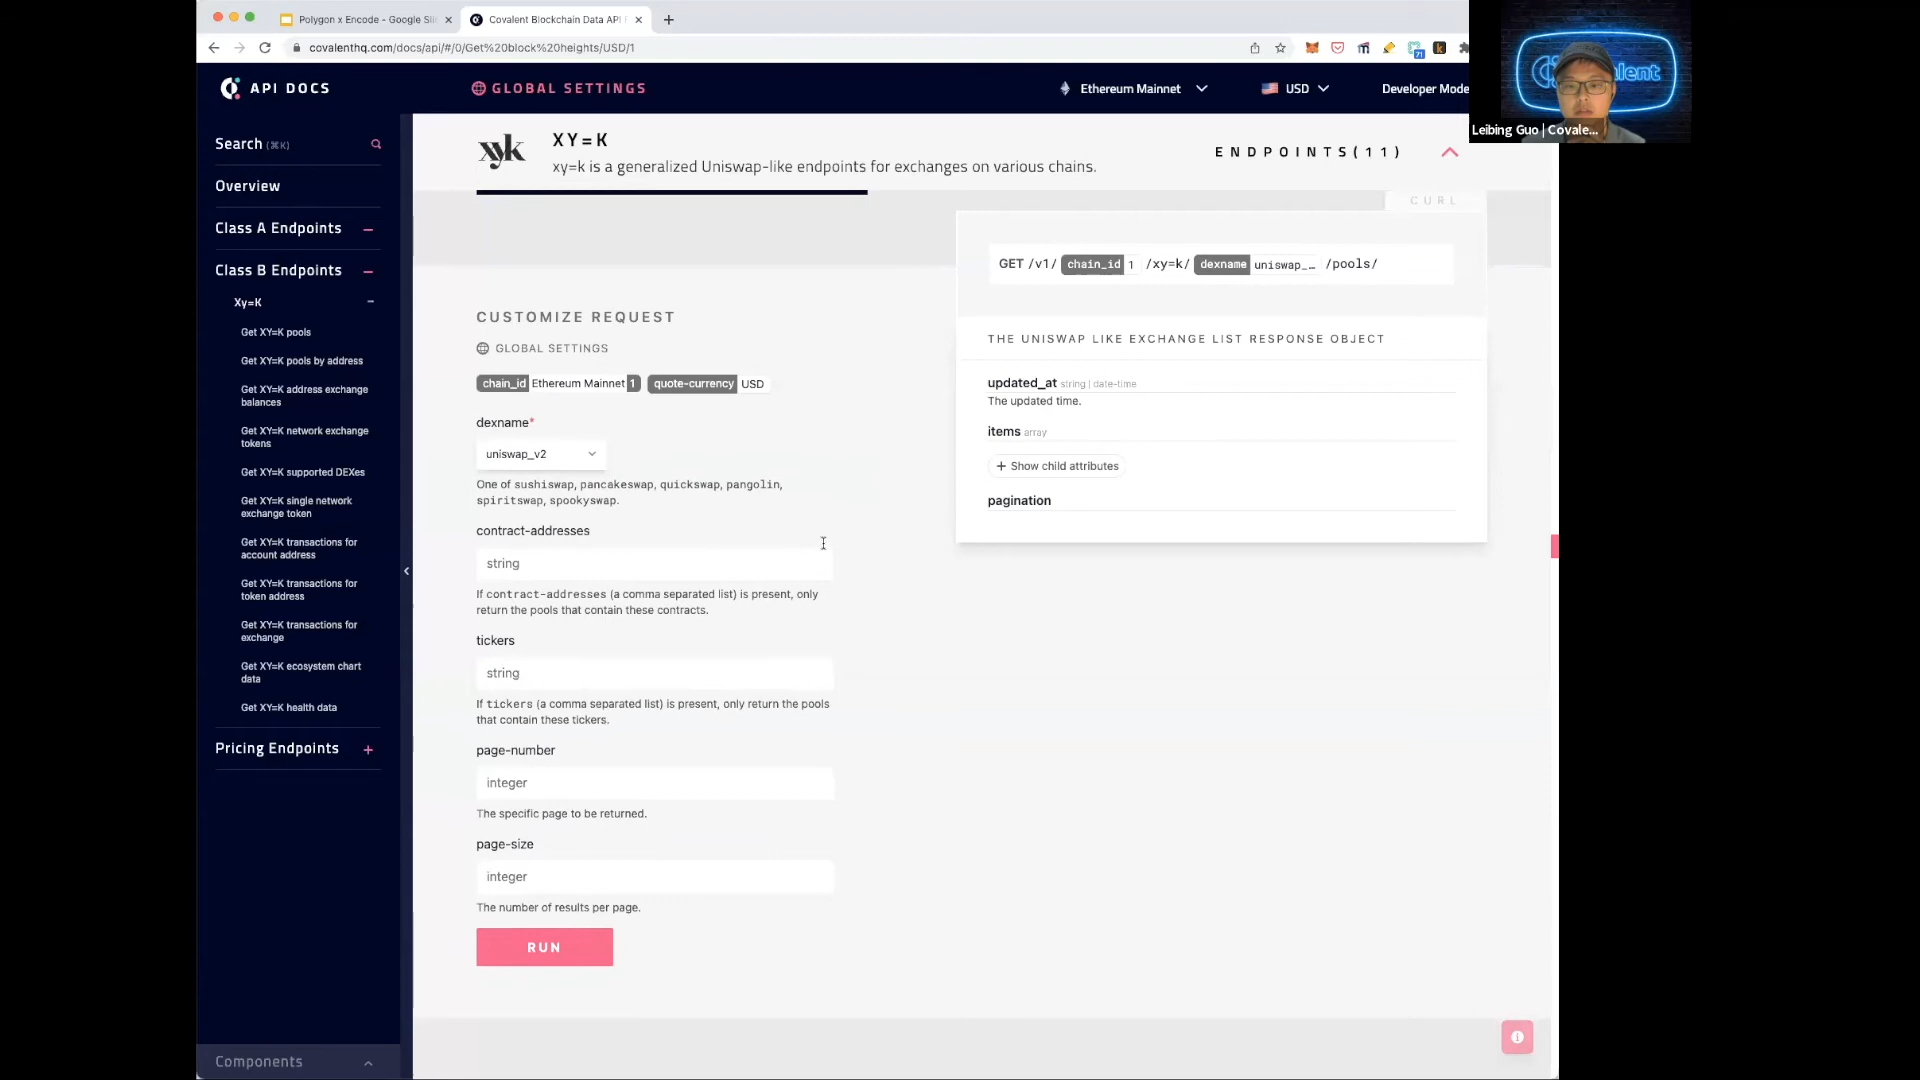 Polygon x Encode - Google Sli
Covalent Blockchain Data API
covalenthq.com/docs/api/#/0/Get%20block%20heights/USD/1
71
k
API DOCS
GLOBAL SETTINGS
Ethereum Mainnet
USD
Developer Mode
Leibing Guo | Covale...
Search (⌘K)
Overview
Class A Endpoints
Class B Endpoints
Xy=K
Get XY=K pools
Get XY=K pools by address
Get XY=K address exchange
balances
Get XY=K network exchange
tokens
Get XY=K supported DEXes
Get XY=K single network
exchange token
Get XY=K transactions for
account address
Get XY=K transactions for
token address
Get XY=K transactions for
exchange
Get XY=K ecosystem chart
data
Get XY=K health data
Pricing Endpoints
Components
xyk
XY=K
xy=k is a generalized Uniswap-like endpoints for exchanges on various chains.
ENDPOINTS(11)
CURL
GET /v1/ chain_id 1 /xy=k/ dexname uniswap_… /pools/
CUSTOMIZE REQUEST
GLOBAL SETTINGS
chain_id Ethereum Mainnet 1 quote-currency USD
dexname*
uniswap_v2
One of sushiswap, pancakeswap, quickswap, pangolin,
spiritswap, spookyswap.
contract-addresses
string
If contract-addresses (a comma separated list) is present, only
return the pools that contain these contracts.
tickers
string
If tickers (a comma separated list) is present, only return the pools
that contain these tickers.
page-number
integer
The specific page to be returned.
page-size
integer
The number of results per page.
RUN
THE UNISWAP LIKE EXCHANGE LIST RESPONSE OBJECT
updated_at string | date-time
The updated time.
items array
+ Show child attributes
pagination